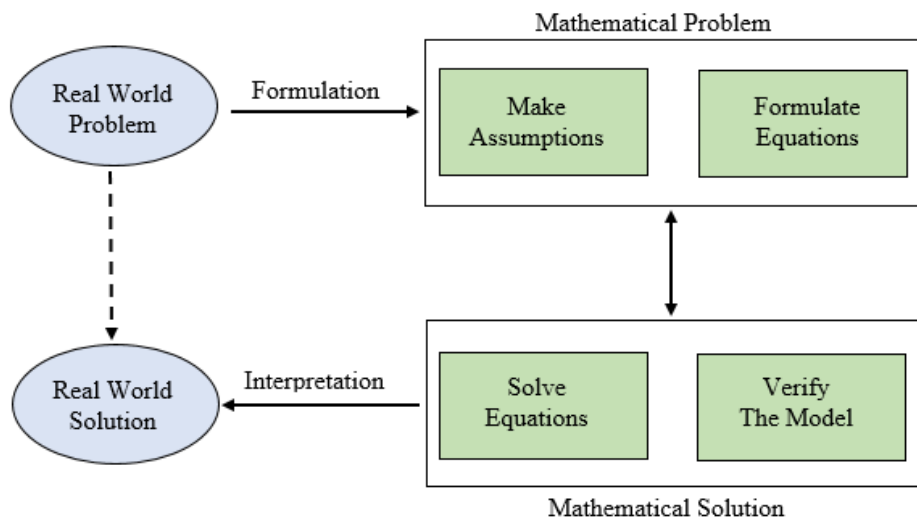 Mathematical Problem
Real World
Problem
Formulation
Make
Assumptions
Formulate
Equations
Real World
Solution
Interpretation
Solve
Equations
Verify
The Model
Mathematical Solution